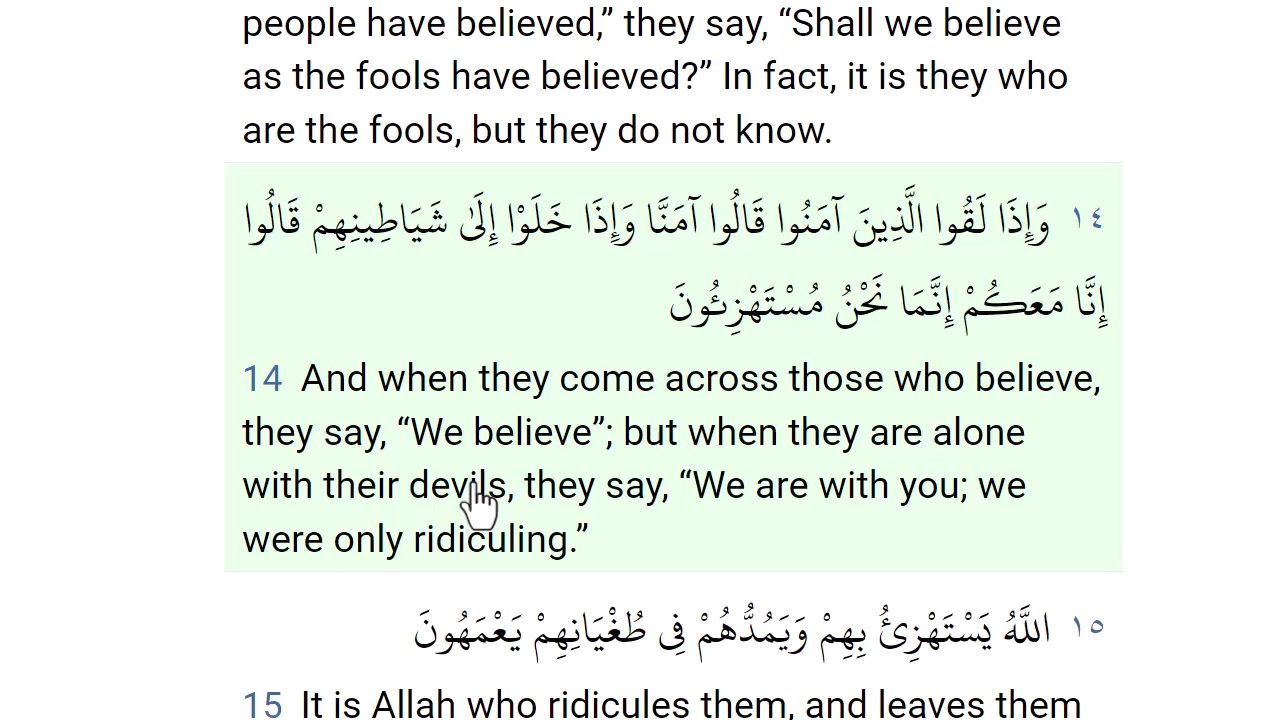 people have believed,” they say, “Shall we believe
as the fools have believed?” In fact, it is they who
are the fools, but they do not know.
١٤ وَإِذَا لَقُوا الَّذِينَ آمَنُوا قَالُوا آمَنَّا وَإِذَا خَلَوْا إِلَىٰ شَيَاطِينِهِمْ قَالُوا
إِنَّا مَعَكُمْ إِنَّمَا نَحْنُ مُسْتَهْزِئُونَ
14 And when they come across those who believe,
they say, “We believe”; but when they are alone
with their devils, they say, “We are with you; we
were only ridiculing.”
١٥ اللَّهُ يَسْتَهْزِئُ بِهِمْ وَيَمُدُّهُمْ فِى طُغْيَانِهِمْ يَعْمَهُونَ
15 It is Allah who ridicules them, and leaves them